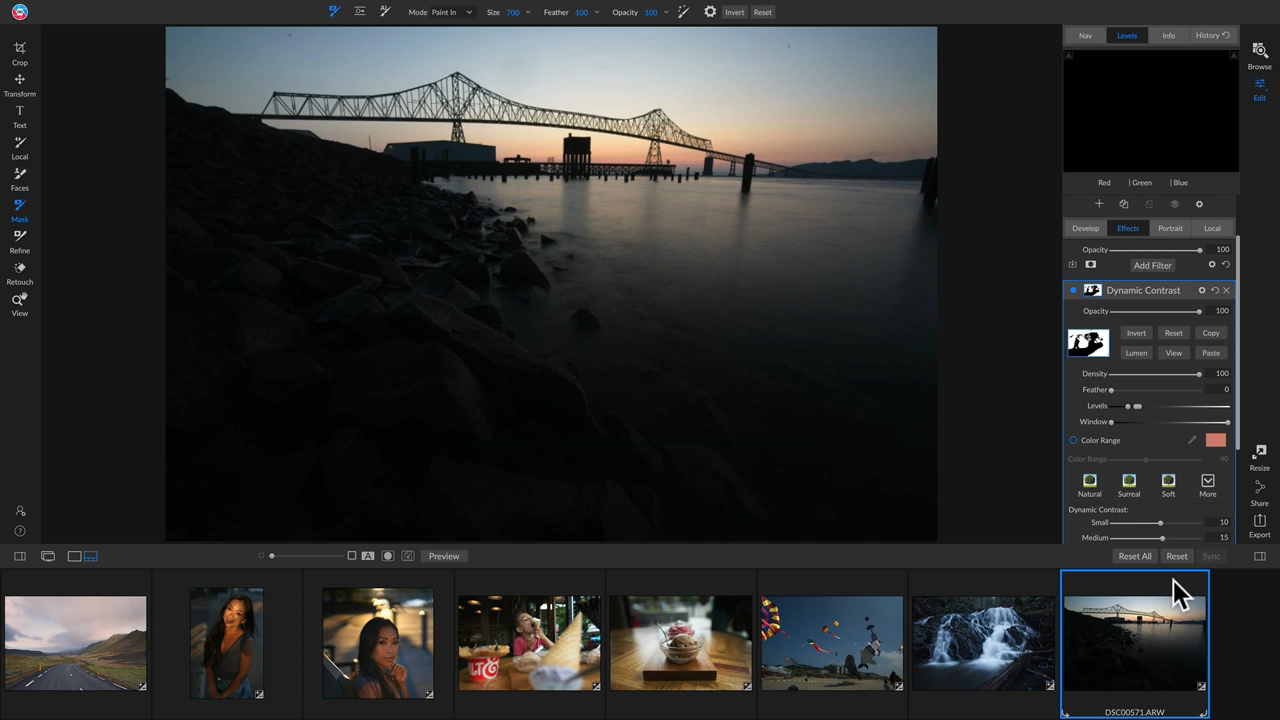 Mode Paint In Size 700 Feather 100 Opacity 100 Invert Reset
Nav Levels Info History
Crop
Transform
Text
Local
Faces
Mask
Refine
Retouch
View
Browse
Edit
Red | Green | Blue
Develop Effects Portrait Local
Opacity 100
Add Filter
Dynamic Contrast
Opacity 100
Invert Reset Copy
Lumen View Paste
Density 100
Feather 0
Levels
Window
Color Range
Color Range 40
Natural Surreal Soft More
Dynamic Contrast:
Small 10
Medium 15
Resize
Share
Export
A Preview
Reset All Reset Sync
DSC00571.ARW